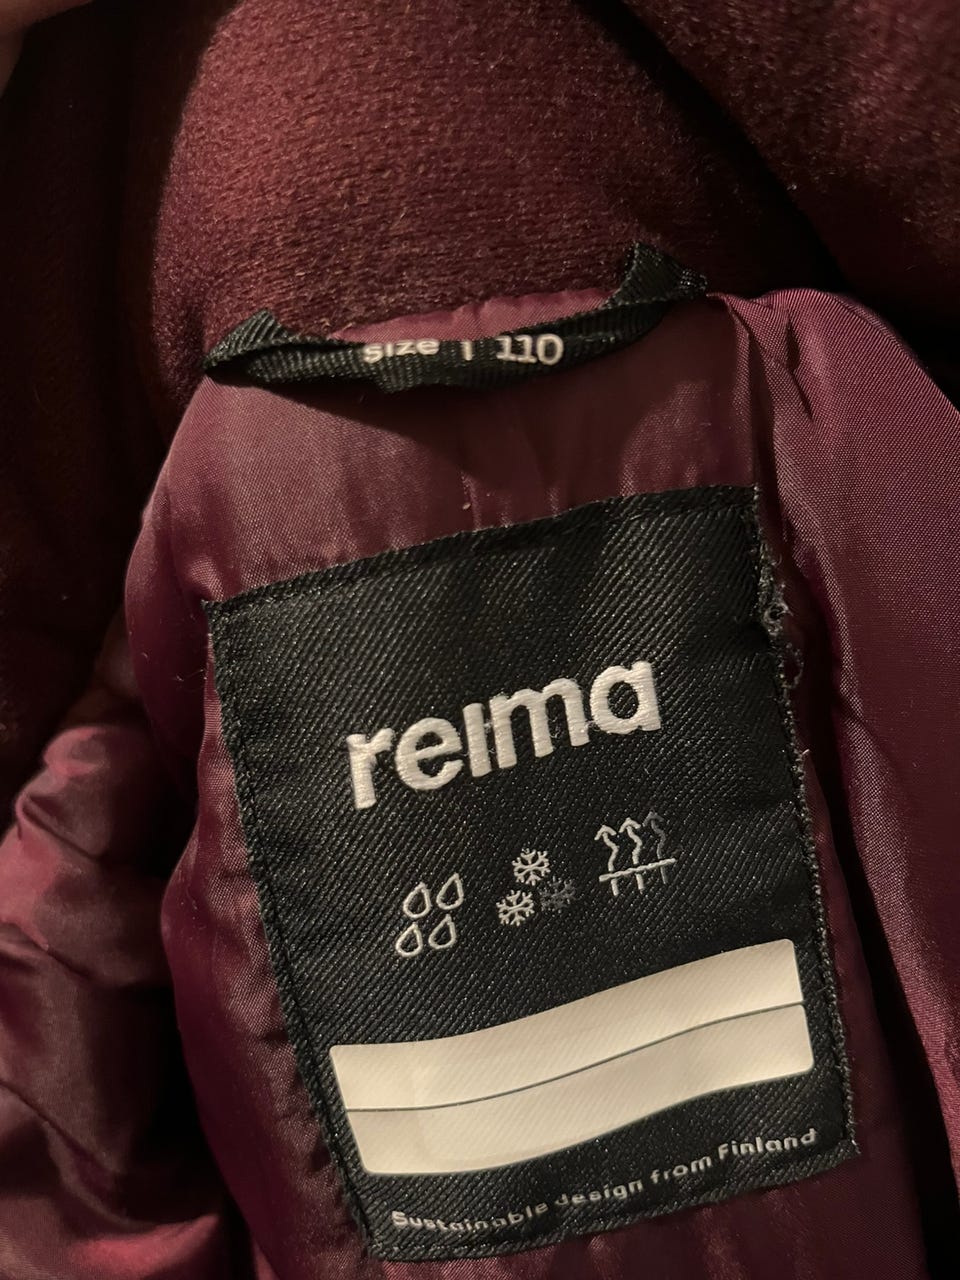 size | 110
reima
Sustainable design from Finland